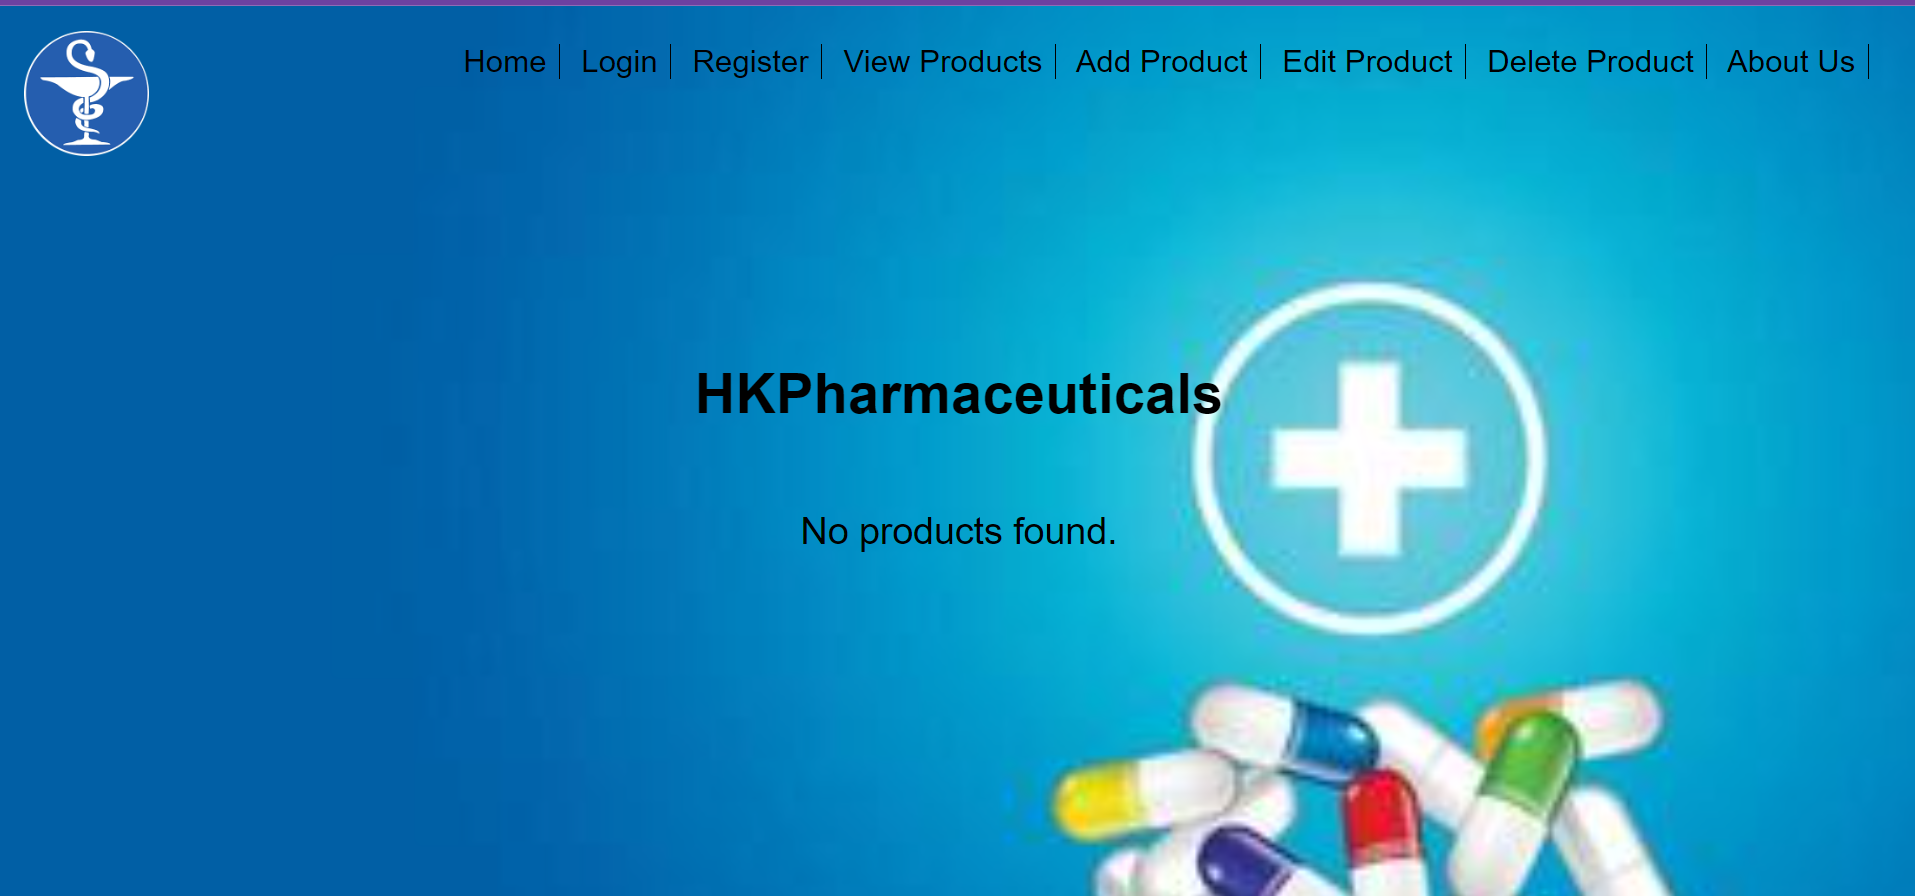 Home Login Register View Products Add Product Edit Product Delete Product About Us
HKPharmaceuticals
No products found.